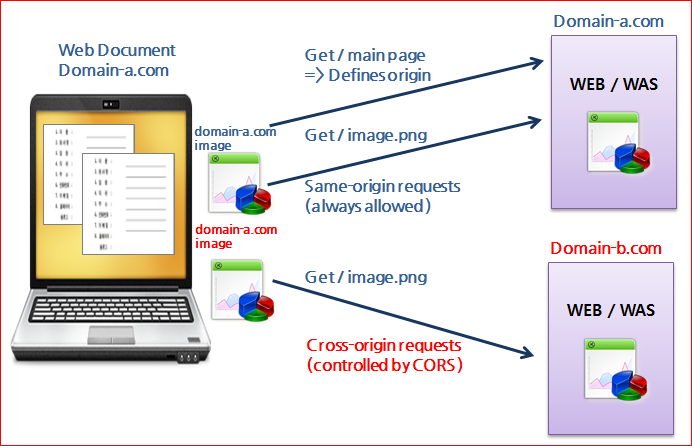 Web Document
Domain-a.com
Get / main page
=> Defines origin
Domain-a.com
WEB / WAS
domain-a.com
image
Get / image.png
Same-origin requests
(always allowed)
domain-a.com
image
Domain-b.com
Get / image.png
WEB / WAS
Cross-origin requests
(controlled by CORS)